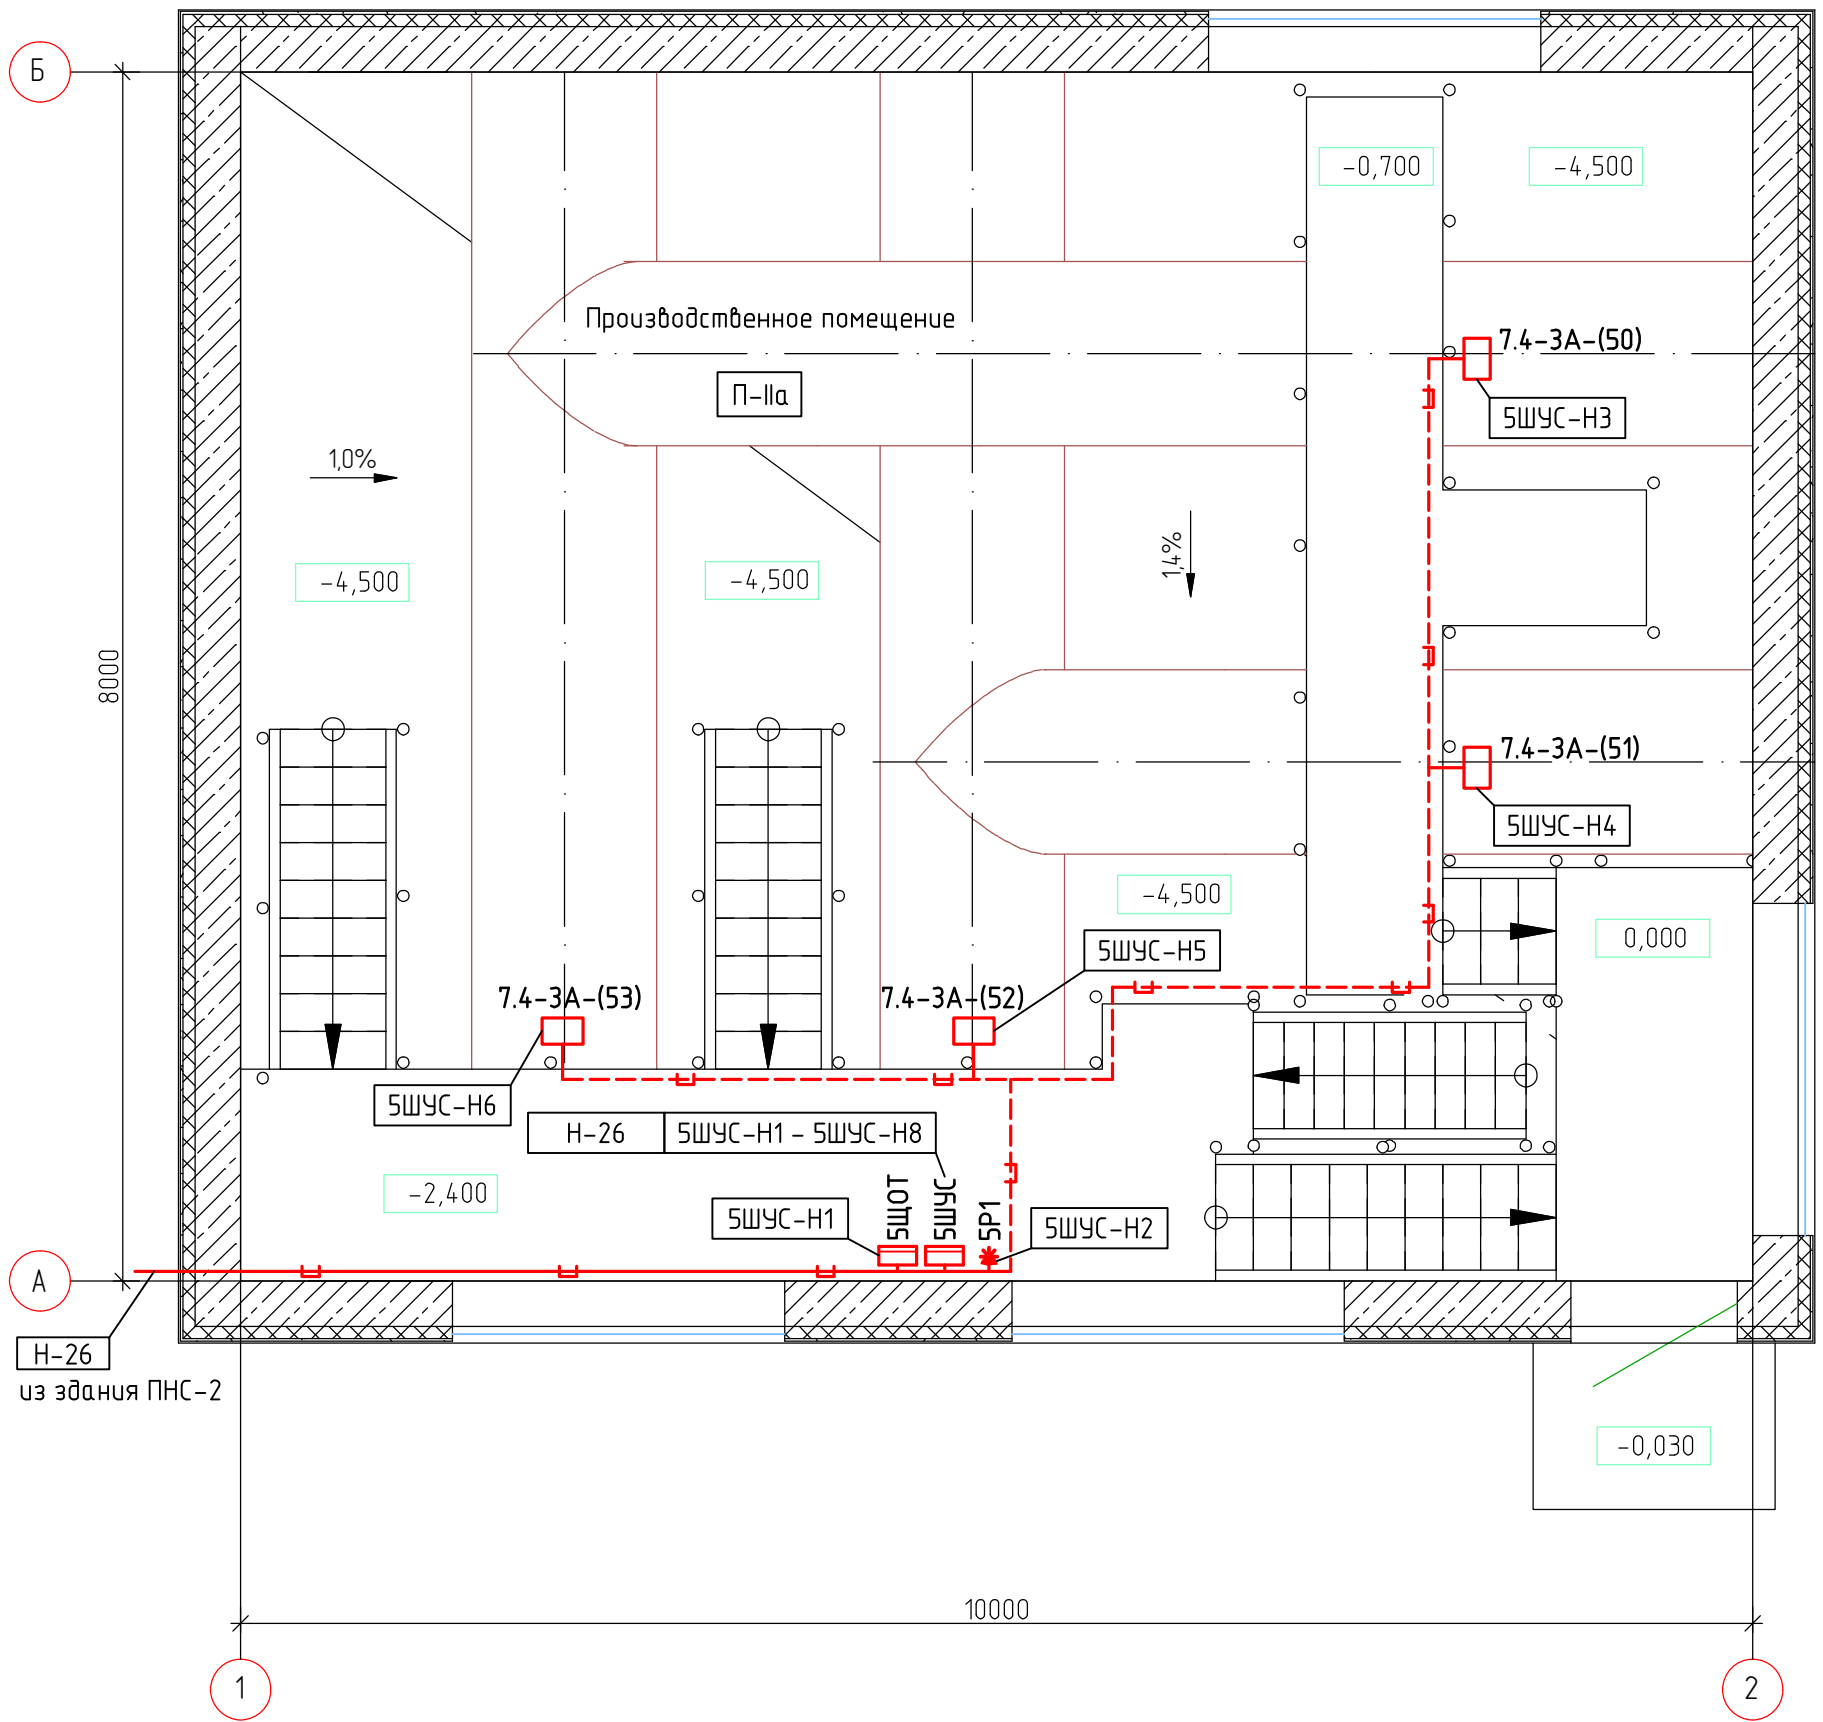 Б
-0,700
-4,500
Производственное помещение
7.4-3А-(50)
П-IIа
5ШУС-Н3
1,0%
1,4%
-4,500
-4,500
8000
7.4-3А-(51)
5ШУС-Н4
-4,500
0,000
5ШУС-Н5
7.4-3А-(53)
7.4-3А-(52)
5ШУС-Н6
Н-26
5ШУС-Н1 - 5ШУС-Н8
-2,400
5ЩОТ
5ШУС
5Р1
5ШУС-Н1
5ШУС-Н2
А
Н-26
из здания ПНС-2
-0,030
10000
1
2